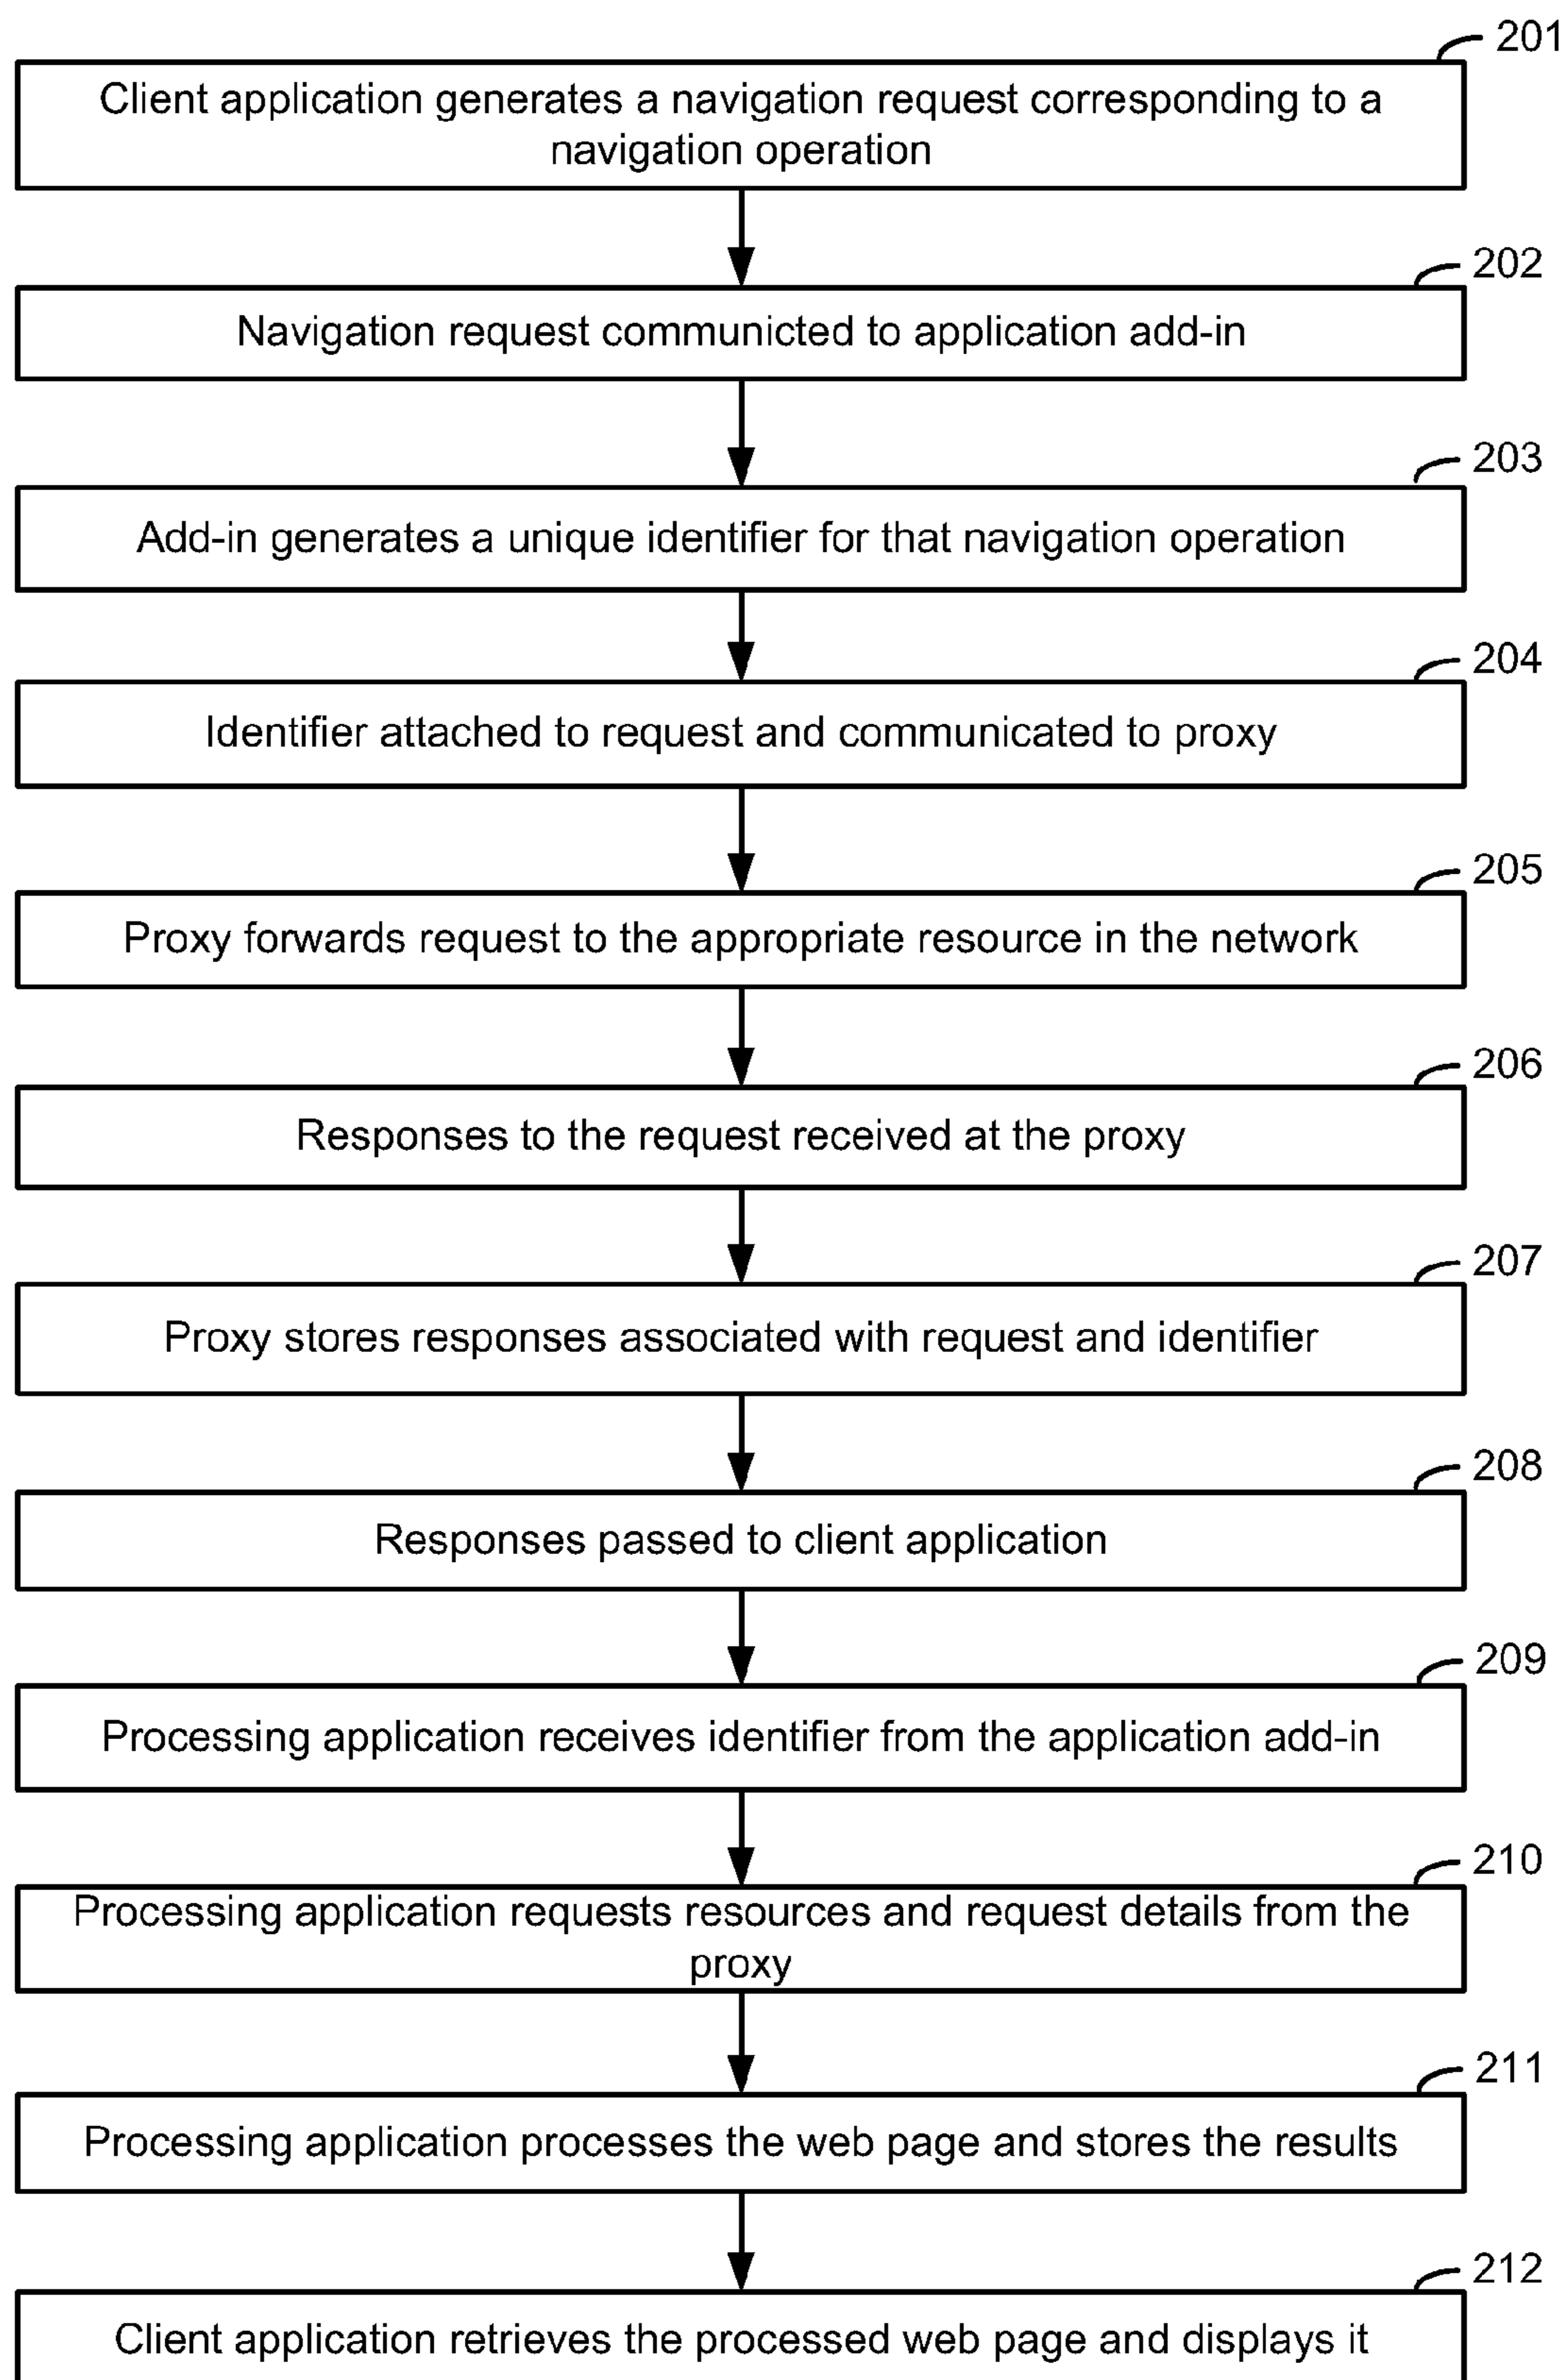 201
Client application generates a navigation request corresponding to a
navigation operation
202
Navigation request communicted to application add-in
203
Add-in generates a unique identifier for that navigation operation
204
Identifier attached to request and communicated to proxy
205
Proxy forwards request to the appropriate resource in the network
206
Responses to the request received at the proxy
207
Proxy stores responses associated with request and identifier
208
Responses passed to client application
209
Processing application receives identifier from the application add-in
210
Processing application requests resources and request details from the
proxy
211
Processing application processes the web page and stores the results
212
Client application retrieves the processed web page and displays it